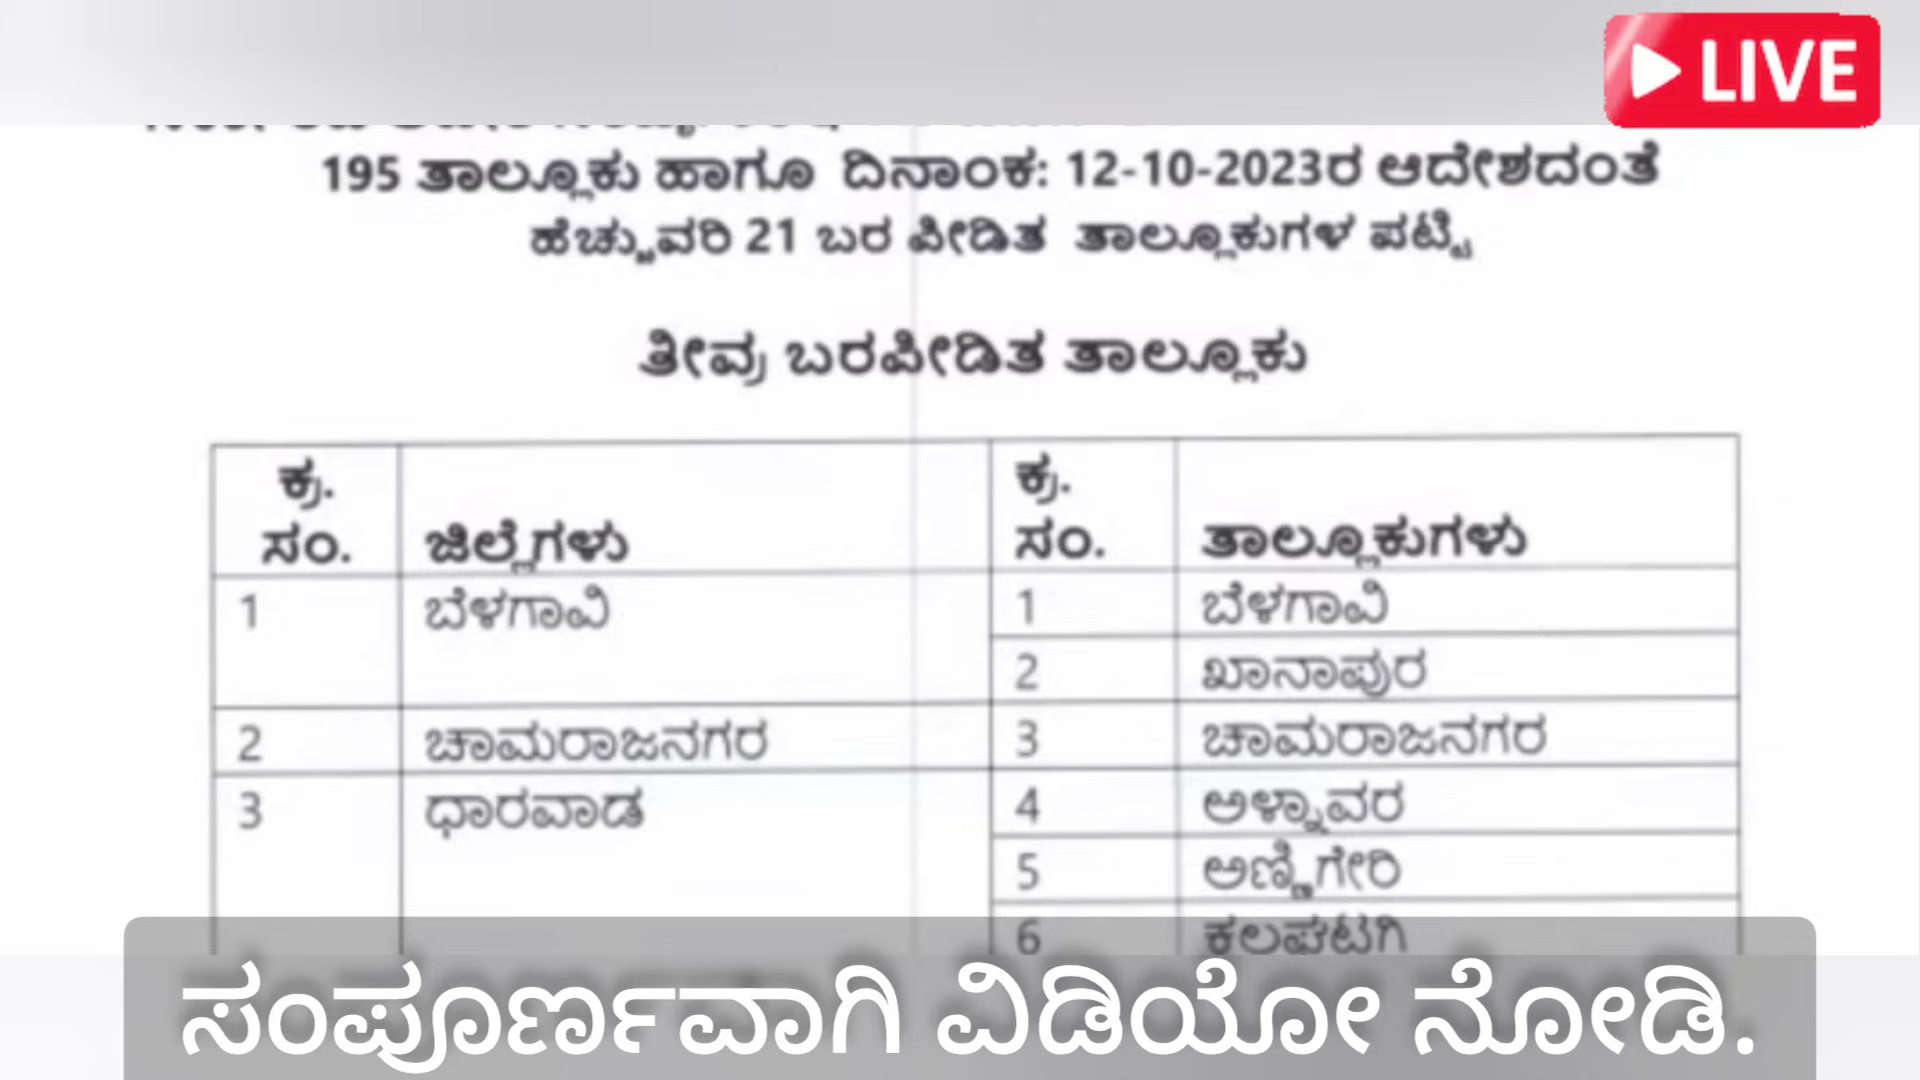 LIVE
195 ತಾಲ್ಲೂಕು ಹಾಗೂ ದಿನಾಂಕ: 12-10-2023ರ ಆದೇಶದಂತೆ
ಹೆಚ್ಚುವರಿ 21 ಬರ ಪೀಡಿತ ತಾಲ್ಲೂಕುಗಳ ಪಟ್ಟಿ
ತೀವ್ರ ಬರಪೀಡಿತ ತಾಲ್ಲೂಕು
ಕ್ರ. ಸಂ. ಜಿಲ್ಲೆಗಳು ಕ್ರ. ಸಂ. ತಾಲ್ಲೂಕುಗಳು
1 ಬೆಳಗಾವಿ 1 ಬೆಳಗಾವಿ
2 ಖಾನಾಪುರ
2 ಚಾಮರಾಜನಗರ 3 ಚಾಮರಾಜನಗರ
3 ಧಾರವಾಡ 4 ಅಳ್ನಾವರ
5 ಅಣ್ಣಿಗೇರಿ
6 ಕಲಘಟಗಿ
ಸಂಪೂರ್ಣವಾಗಿ ವಿಡಿಯೋ ನೋಡಿ.